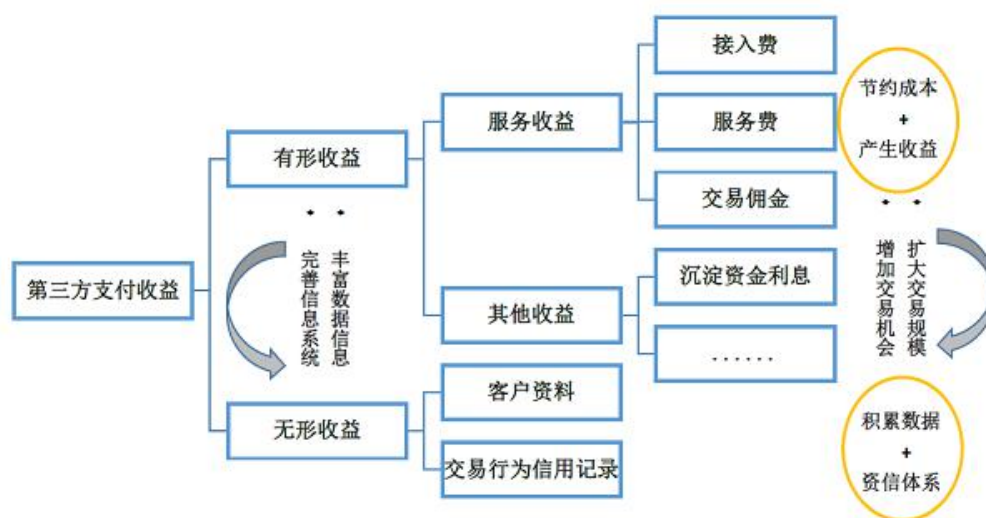 第三方支付收益
有形收益
丰富数据信息
完善信息系统
无形收益
服务收益
其他收益
客户资料
交易行为信用记录
接入费
服务费
交易佣金
沉淀资金利息
......
节约成本
+
产生收益
扩大交易规模
增加交易机会
积累数据
+
资信体系